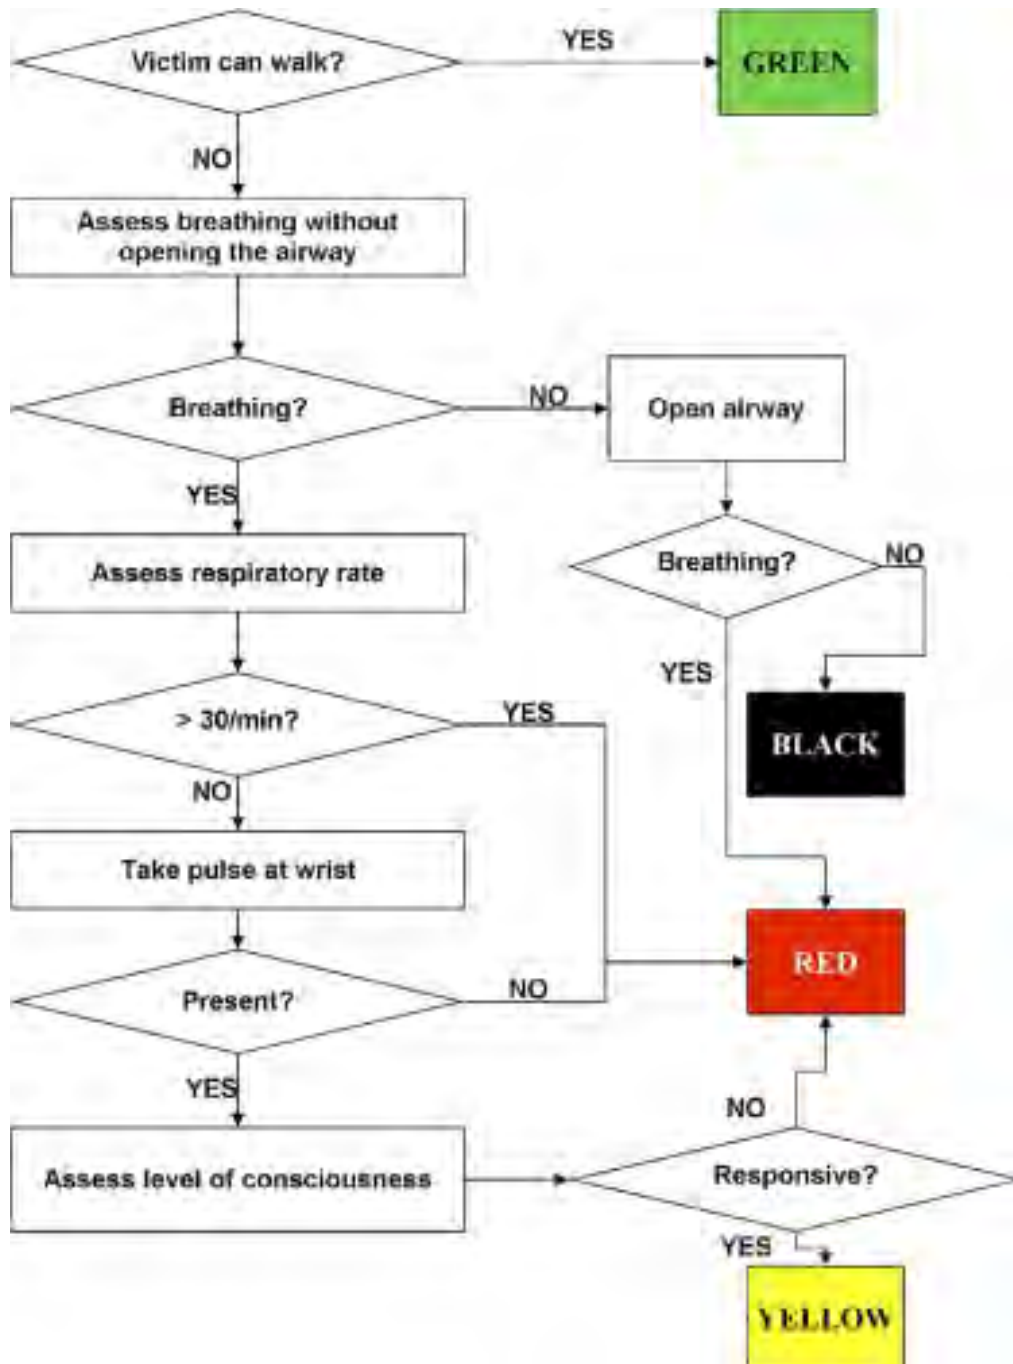 Victim can walk?
YES
GREEN
NO
Assess breathing without
opening the airway
Breathing?
NO
Open airway
YES
Assess respiratory rate
Breathing?
NO
YES
BLACK
> 30/min?
YES
NO
Take pulse at wrist
RED
Present?
NO
YES
Assess level of consciousness
Responsive?
NO
YES
YELLOW